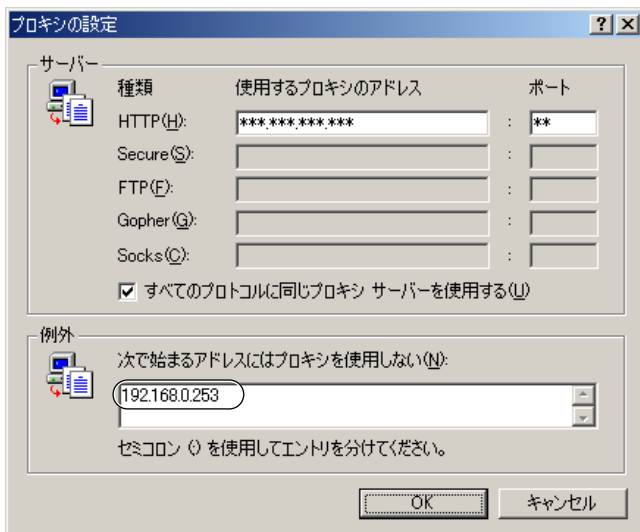 プロキシの設定
サーバー
種類 使用するプロキシのアドレス ポート
HTTP(H): ***.***.***.*** : **
Secure(S): :
FTP(F): :
Gopher(G): :
Socks(C): :
すべてのプロトコルに同じプロキシ サーバーを使用する(U)
例外
次で始まるアドレスにはプロキシを使用しない(N):
192.168.0.253
セミコロン (;) を使用してエントリを分けてください。
OK キャンセル